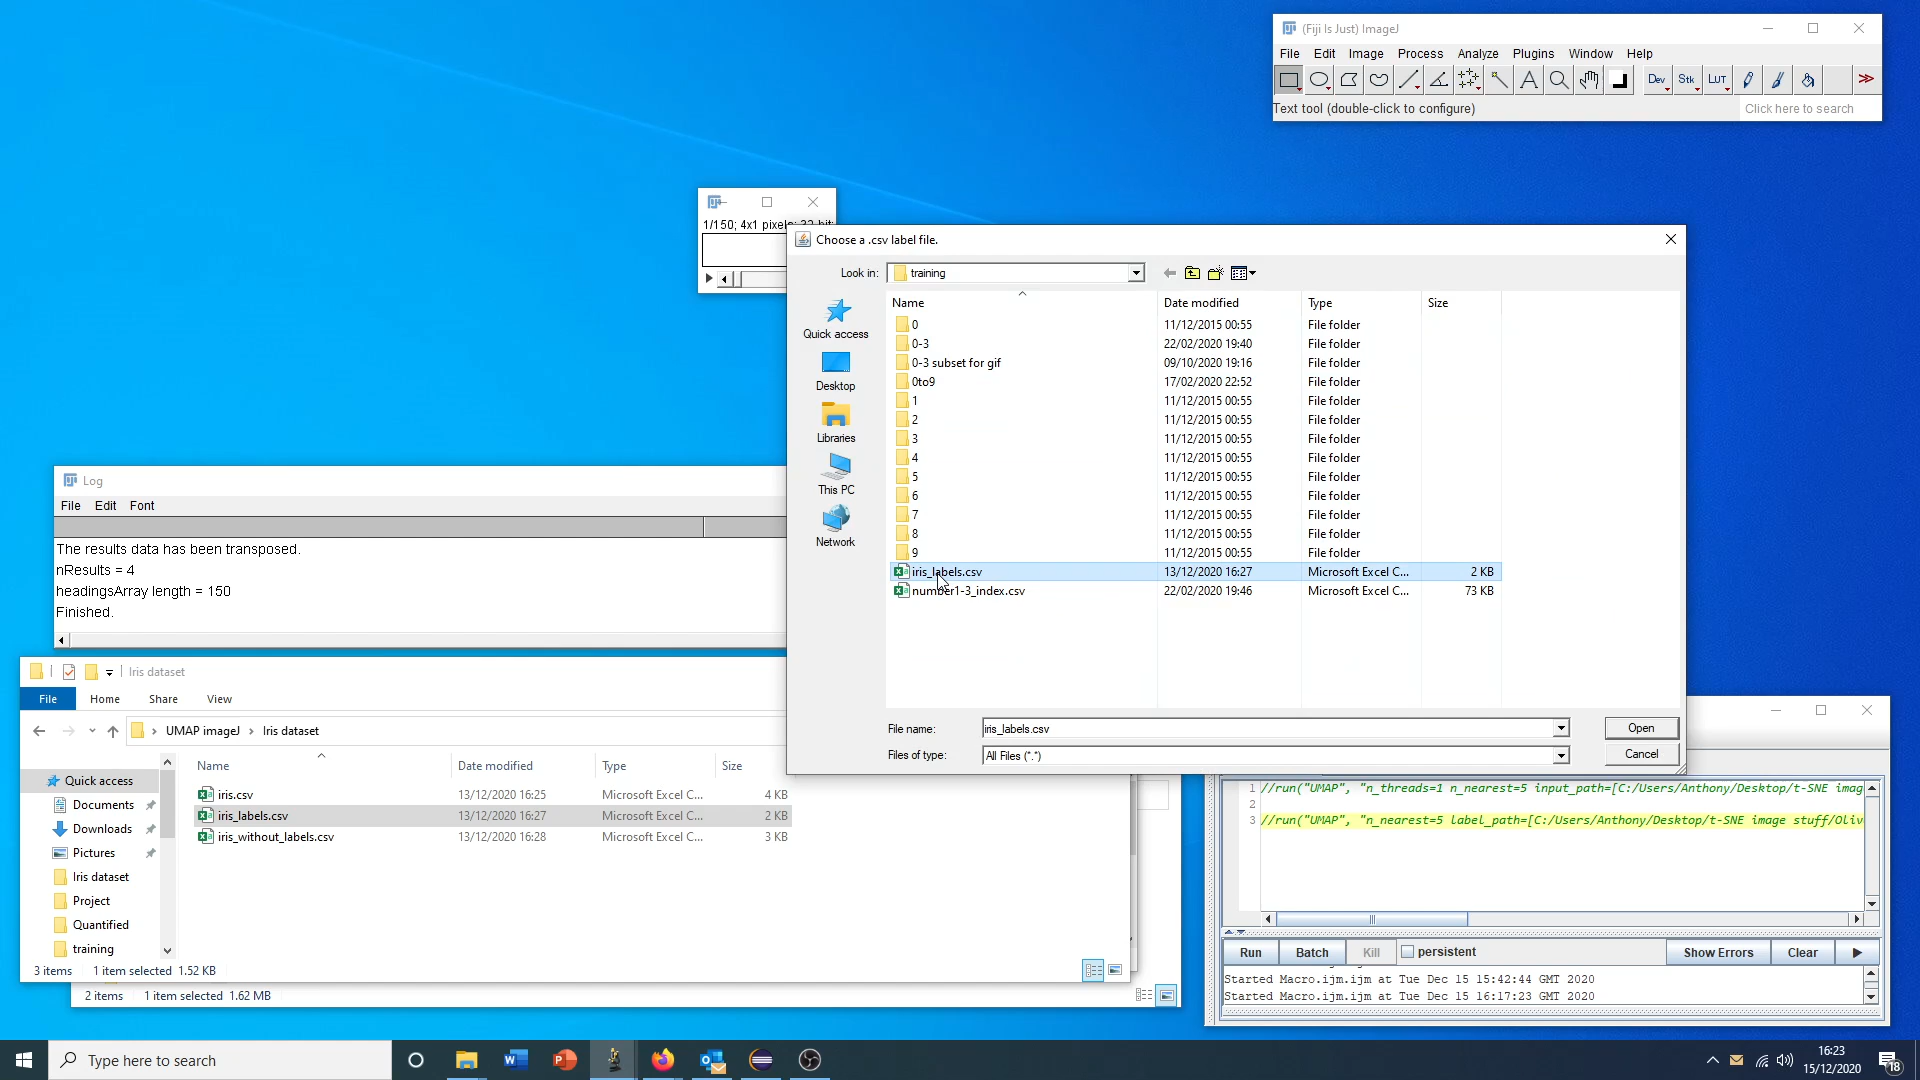 (Fiji Is Just) ImageJ
File Edit Image Process Analyze Plugins Window Help
Dev Stk LUT
Text tool (double-click to configure)
Click here to search
1/150; 4x1 pixels; 32-bit;
Choose a .csv label file.
Look in: training
Name Date modified Type Size
0 11/12/2015 00:55 File folder
0-3 22/02/2020 19:40 File folder
0-3 subset for gif 09/10/2020 19:16 File folder
0to9 17/02/2020 22:52 File folder
1 11/12/2015 00:55 File folder
2 11/12/2015 00:55 File folder
3 11/12/2015 00:55 File folder
4 11/12/2015 00:55 File folder
5 11/12/2015 00:55 File folder
6 11/12/2015 00:55 File folder
7 11/12/2015 00:55 File folder
8 11/12/2015 00:55 File folder
9 11/12/2015 00:55 File folder
iris_labels.csv 13/12/2020 16:27 Microsoft Excel C... 2 KB
number1-3_index.csv 22/02/2020 19:46 Microsoft Excel C... 73 KB
Quick access
Desktop
Libraries
This PC
Network
File name: iris_labels.csv Open
Files of type: All Files (*.*) Cancel
Log
File Edit Font
The results data has been transposed.
nResults = 4
headingsArray length = 150
Finished.
Iris dataset
File Home Share View
UMAP imageJ > Iris dataset
Name Date modified Type Size
iris.csv 13/12/2020 16:25 Microsoft Excel C... 4 KB
iris_labels.csv 13/12/2020 16:27 Microsoft Excel C... 2 KB
iris_without_labels.csv 13/12/2020 16:28 Microsoft Excel C... 3 KB
Quick access
Documents
Downloads
Pictures
Iris dataset
Project
Quantified
training
3 items 1 item selected 1.52 KB
2 items 1 item selected 1.62 MB
1 //run("UMAP", "n_threads=1 n_nearest=5 input_path=[C:/Users/Anthony/Desktop/t-SNE imag
2
3 //run("UMAP", "n_nearest=5 label_path=[C:/Users/Anthony/Desktop/t-SNE image stuff/Oliv
Run Batch Kill persistent Show Errors Clear
Started Macro.ijm.ijm at Tue Dec 15 15:42:44 GMT 2020
Started Macro.ijm.ijm at Tue Dec 15 16:17:23 GMT 2020
Type here to search
16:23
15/12/2020
18